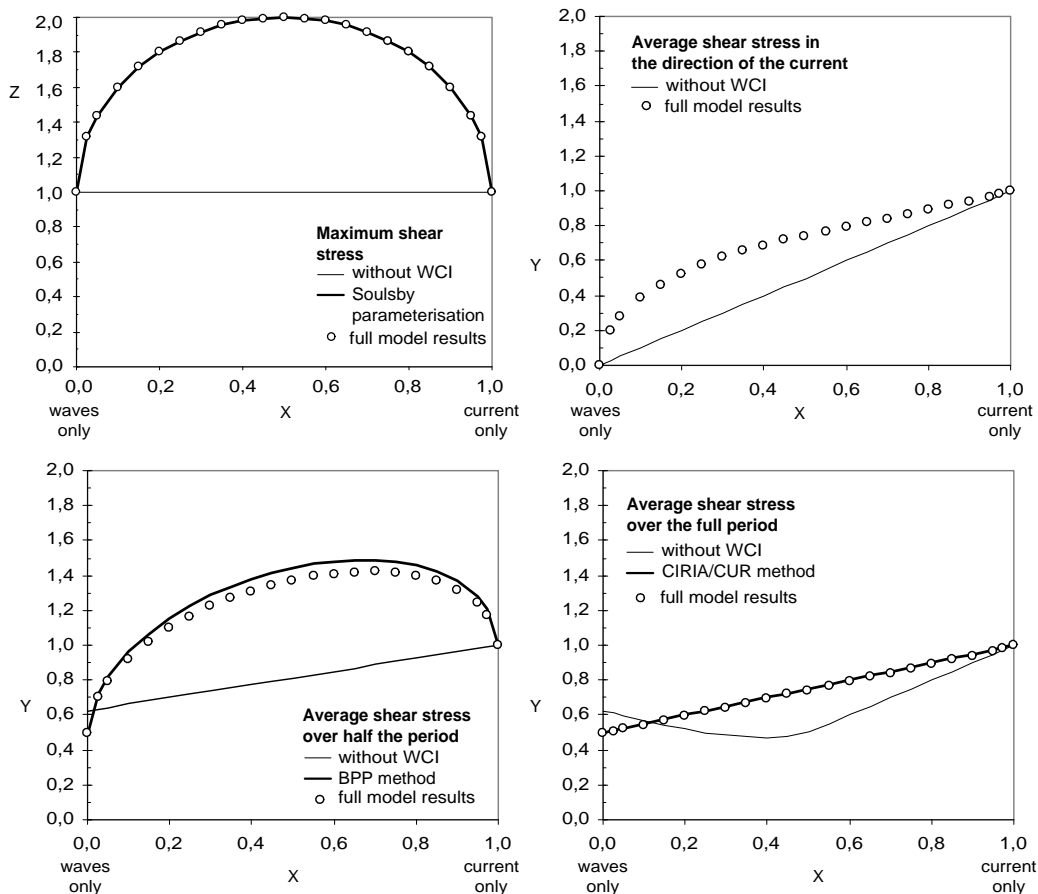 2,0
1,8
1,6
Z
1,4
1,2
1,0
0,8
0,6
0,4
0,2
0,0
Maximum shear
stress
without WCI
Soulsby
parameterisation
full model results
0,0 0,2 0,4 0,6 0,8 1,0
waves
only
X
current
only
2,0
1,8
1,6
1,4
1,2
1,0
0,8
0,6
Y
0,4
0,2
0,0
Average shear stress in
the direction of the current
without WCI
full model results
0,0 0,2 0,4 0,6 0,8 1,0
waves
only
X
current
only
2,0
1,8
1,6
1,4
1,2
1,0
0,8
Y
0,6
0,4
0,2
0,0
Average shear stress
over half the period
without WCI
BPP method
full model results
0,0 0,2 0,4 0,6 0,8 1,0
waves
only
X
current
only
2,0
1,8
1,6
1,4
1,2
1,0
0,8
Y
0,6
0,4
0,2
0,0
Average shear stress
over the full period
without WCI
CIRIA/CUR method
full model results
0,0 0,2 0,4 0,6 0,8 1,0
waves
only
X
current
only